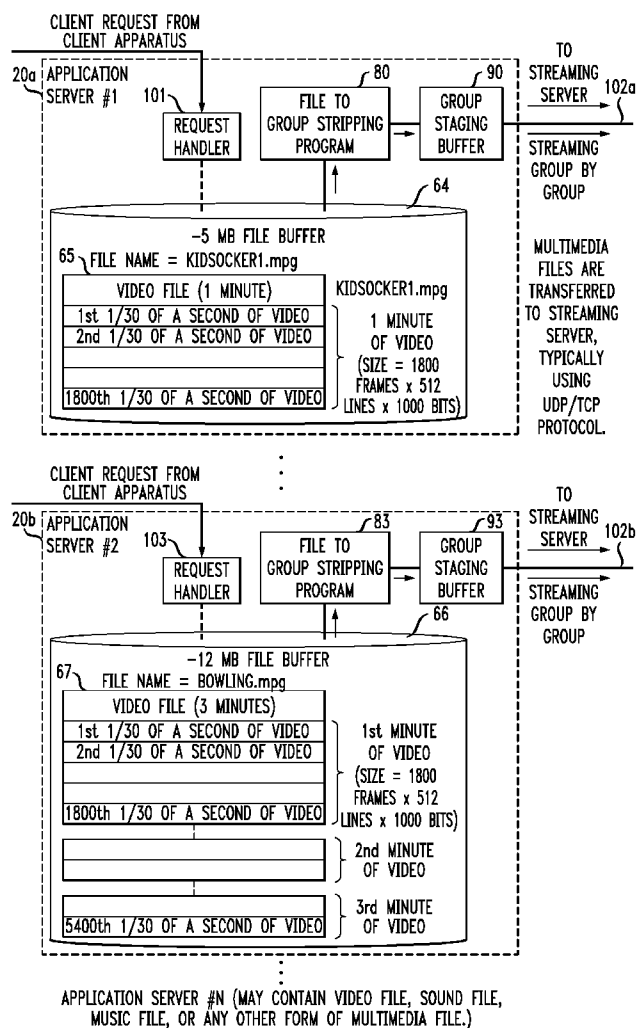 CLIENT REQUEST FROM
CLIENT APPARATUS
20a
APPLICATION
SERVER #1
101
REQUEST
HANDLER
80
FILE TO
GROUP STRIPPING
PROGRAM
90
GROUP
STAGING
BUFFER
TO
STREAMING
SERVER
102a
STREAMING
GROUP BY
GROUP
64
~5 MB FILE BUFFER
65
FILE NAME = KIDSOCKER1.mpg
VIDEO FILE (1 MINUTE)
1st 1/30 OF A SECOND OF VIDEO
2nd 1/30 OF A SECOND OF VIDEO
1800th 1/30 OF A SECOND OF VIDEO
KIDSOCKER1.mpg
1 MINUTE
OF VIDEO
(SIZE = 1800
FRAMES x 512
LINES x 1000 BITS)
MULTIMEDIA
FILES ARE
TRANSFERRED
TO STREAMING
SERVER,
TYPICALLY
USING
UDP/TCP
PROTOCOL.
CLIENT REQUEST FROM
CLIENT APPARATUS
20b
APPLICATION
SERVER #2
103
REQUEST
HANDLER
83
FILE TO
GROUP STRIPPING
PROGRAM
93
GROUP
STAGING
BUFFER
TO
STREAMING
SERVER
102b
STREAMING
GROUP BY
GROUP
66
~12 MB FILE BUFFER
67
FILE NAME = BOWLING.mpg
VIDEO FILE (3 MINUTES)
1st 1/30 OF A SECOND OF VIDEO
2nd 1/30 OF A SECOND OF VIDEO
1800th 1/30 OF A SECOND OF VIDEO
1st MINUTE
OF VIDEO
(SIZE = 1800
FRAMES x 512
LINES x 1000 BITS)
2nd MINUTE
OF VIDEO
5400th 1/30 OF A SECOND OF VIDEO
3rd MINUTE
OF VIDEO
APPLICATION SERVER #N (MAY CONTAIN VIDEO FILE, SOUND FILE,
MUSIC FILE, OR ANY OTHER FORM OF MULTIMEDIA FILE.)